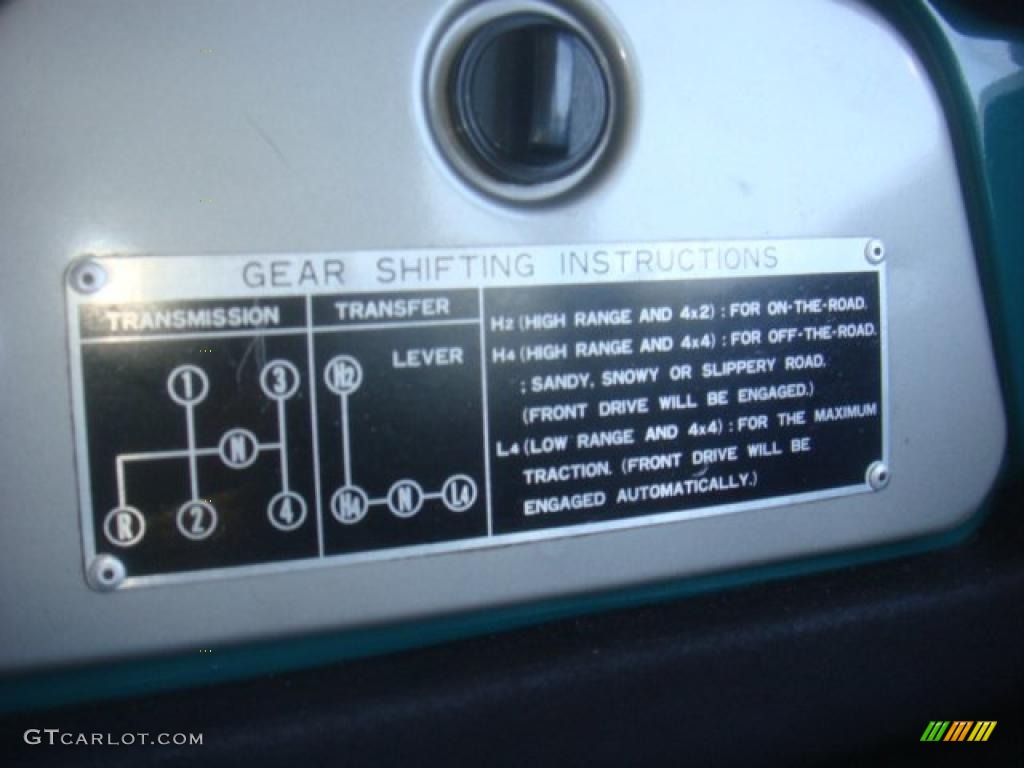 GEAR SHIFTING INSTRUCTIONS
TRANSMISSION
TRANSFER
LEVER
1 3
N
R 2 4
H2
H4 N L4
H2 (HIGH RANGE AND 4x2) : FOR ON-THE-ROAD.
H4 (HIGH RANGE AND 4x4) : FOR OFF-THE-ROAD.
; SANDY, SNOWY OR SLIPPERY ROAD.
(FRONT DRIVE WILL BE ENGAGED.)
L4 (LOW RANGE AND 4x4) : FOR THE MAXIMUM
TRACTION. (FRONT DRIVE WILL BE
ENGAGED AUTOMATICALLY.)
GTCARLOT.COM